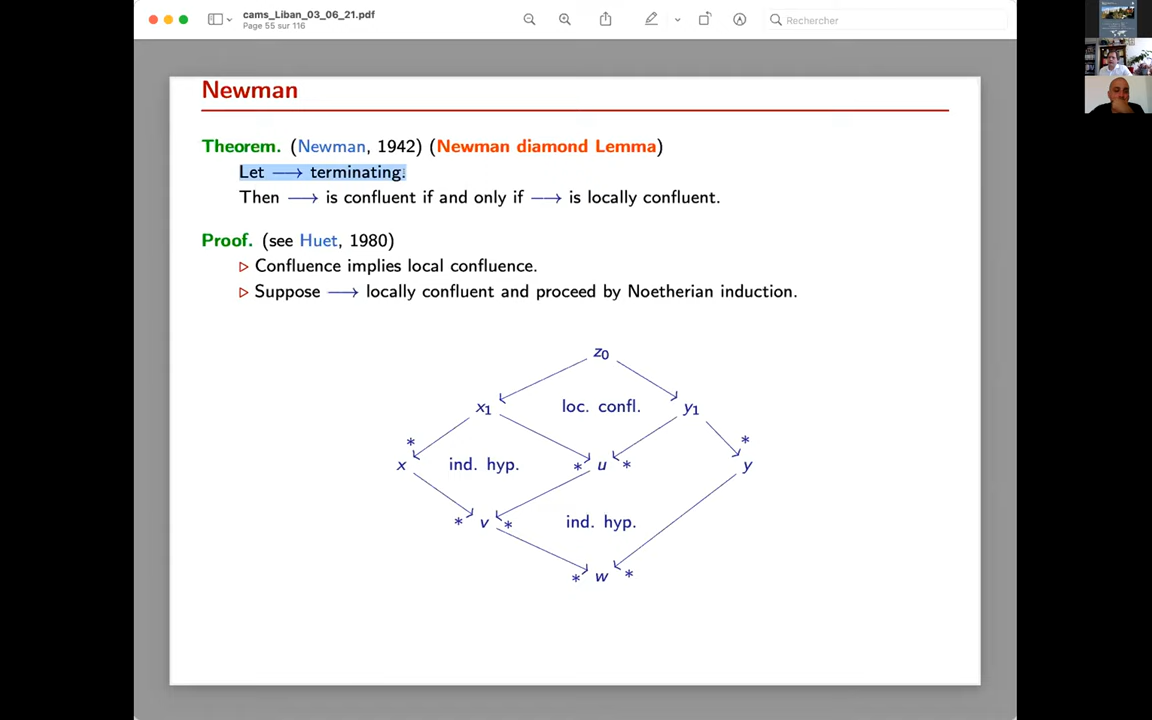 cams_Liban_03_06_21.pdf
Page 55 sur 116
Rechercher
Newman
Theorem. (Newman, 1942) (Newman diamond Lemma)
Let ⟶ terminating.
Then ⟶ is confluent if and only if ⟶ is locally confluent.
Proof. (see Huet, 1980)
▷ Confluence implies local confluence.
▷ Suppose ⟶ locally confluent and proceed by Noetherian induction.
z₀
x₁ loc. confl. y₁
* *
x ind. hyp. * u * y
* v * ind. hyp.
* w *